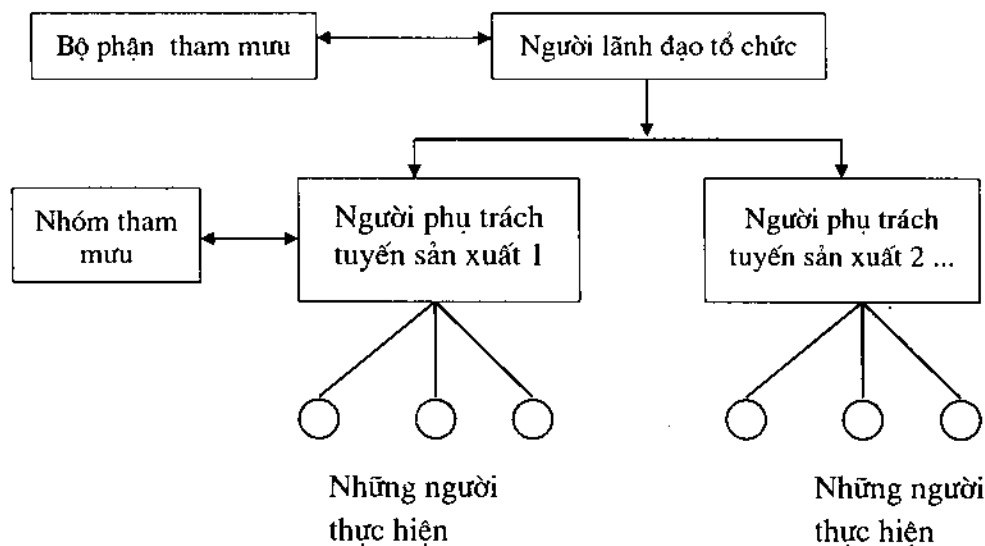 Bộ phận tham mưu
Người lãnh đạo tổ chức
Nhóm tham
mưu
Người phụ trách
tuyến sản xuất 1
Người phụ trách
tuyến sản xuất 2 ...
Những người
thực hiện
Những người
thực hiện